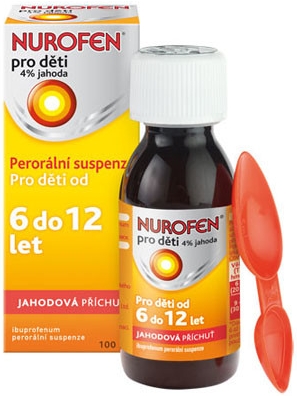 NUROFEN®
pro děti
4% jahoda
Perorální suspenz
Pro děti od
6 do 12
let
JAHODOVÁ PŘÍCHUŤ
ibuprofenum
perorální suspenze
100
NUROFEN®
pro děti 4% jahoda
Pro děti od
6 do 12 let
JAHODOVÁ PŘÍCHUŤ
ibuprofenum perorální suspenze